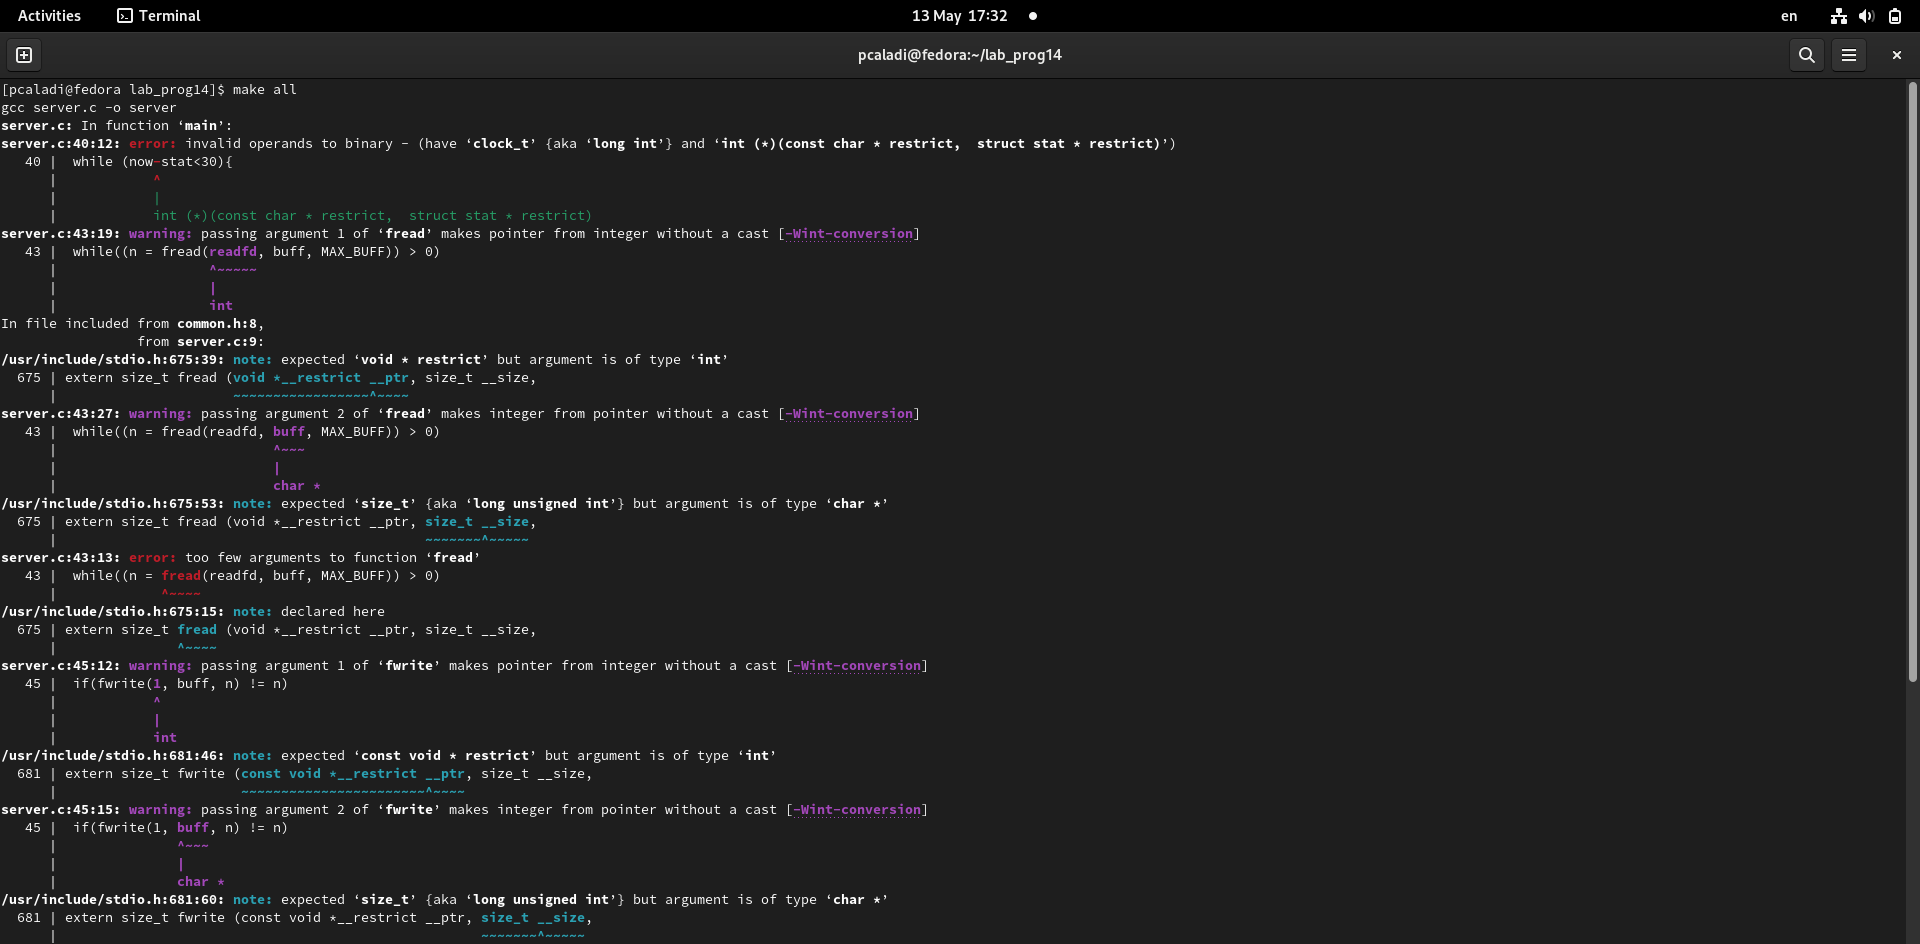 Activities
Terminal
13 May 17:32
en
pcaladi@fedora:~/lab_prog14
[pcaladi@fedora lab_prog14]$ make all
gcc server.c -o server
server.c: In function ‘main’:
server.c:40:12: error: invalid operands to binary - (have ‘clock_t’ {aka ‘long int’} and ‘int (*)(const char * restrict,  struct stat * restrict)’)
   40 |  while (now-stat<30){
      |            ^
      |            |
      |            int (*)(const char * restrict,  struct stat * restrict)
server.c:43:19: warning: passing argument 1 of ‘fread’ makes pointer from integer without a cast [-Wint-conversion]
   43 |  while((n = fread(readfd, buff, MAX_BUFF)) > 0)
      |                   ^~~~~~
      |                   |
      |                   int
In file included from common.h:8,
                 from server.c:9:
/usr/include/stdio.h:675:39: note: expected ‘void * restrict’ but argument is of type ‘int’
  675 | extern size_t fread (void *__restrict __ptr, size_t __size,
      |                      ~~~~~~~~~~~~~~~~~^~~~~
server.c:43:27: warning: passing argument 2 of ‘fread’ makes integer from pointer without a cast [-Wint-conversion]
   43 |  while((n = fread(readfd, buff, MAX_BUFF)) > 0)
      |                           ^~~~
      |                           |
      |                           char *
/usr/include/stdio.h:675:53: note: expected ‘size_t’ {aka ‘long unsigned int’} but argument is of type ‘char *’
  675 | extern size_t fread (void *__restrict __ptr, size_t __size,
      |                                              ~~~~~~~^~~~~~
server.c:43:13: error: too few arguments to function ‘fread’
   43 |  while((n = fread(readfd, buff, MAX_BUFF)) > 0)
      |             ^~~~~
/usr/include/stdio.h:675:15: note: declared here
  675 | extern size_t fread (void *__restrict __ptr, size_t __size,
      |               ^~~~~
server.c:45:12: warning: passing argument 1 of ‘fwrite’ makes pointer from integer without a cast [-Wint-conversion]
   45 |  if(fwrite(1, buff, n) != n)
      |            ^
      |            |
      |            int
/usr/include/stdio.h:681:46: note: expected ‘const void * restrict’ but argument is of type ‘int’
  681 | extern size_t fwrite (const void *__restrict __ptr, size_t __size,
      |                       ~~~~~~~~~~~~~~~~~~~~~~~^~~~~
server.c:45:15: warning: passing argument 2 of ‘fwrite’ makes integer from pointer without a cast [-Wint-conversion]
   45 |  if(fwrite(1, buff, n) != n)
      |               ^~~~
      |               |
      |               char *
/usr/include/stdio.h:681:60: note: expected ‘size_t’ {aka ‘long unsigned int’} but argument is of type ‘char *’
  681 | extern size_t fwrite (const void *__restrict __ptr, size_t __size,
      |                                                     ~~~~~~~^~~~~~